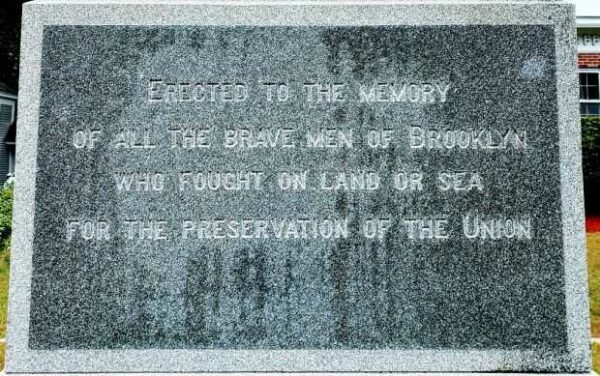 Erected to the memory
of all the brave men of Brooklyn
who fought on land or sea
for the preservation of the Union